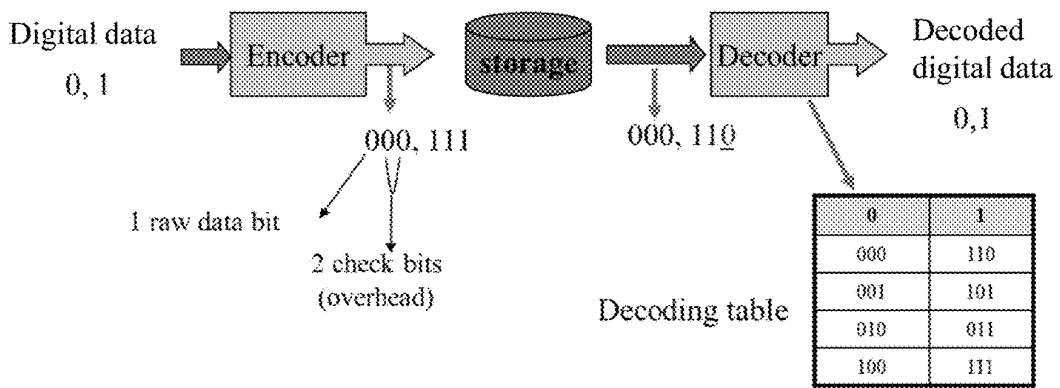 Digital data
0, 1
Encoder
storage
Decoder
Decoded
digital data
0,1
000, 111
000, 110
1 raw data bit
2 check bits
(overhead)
Decoding table
0 1
000 110
001 101
010 011
100 111